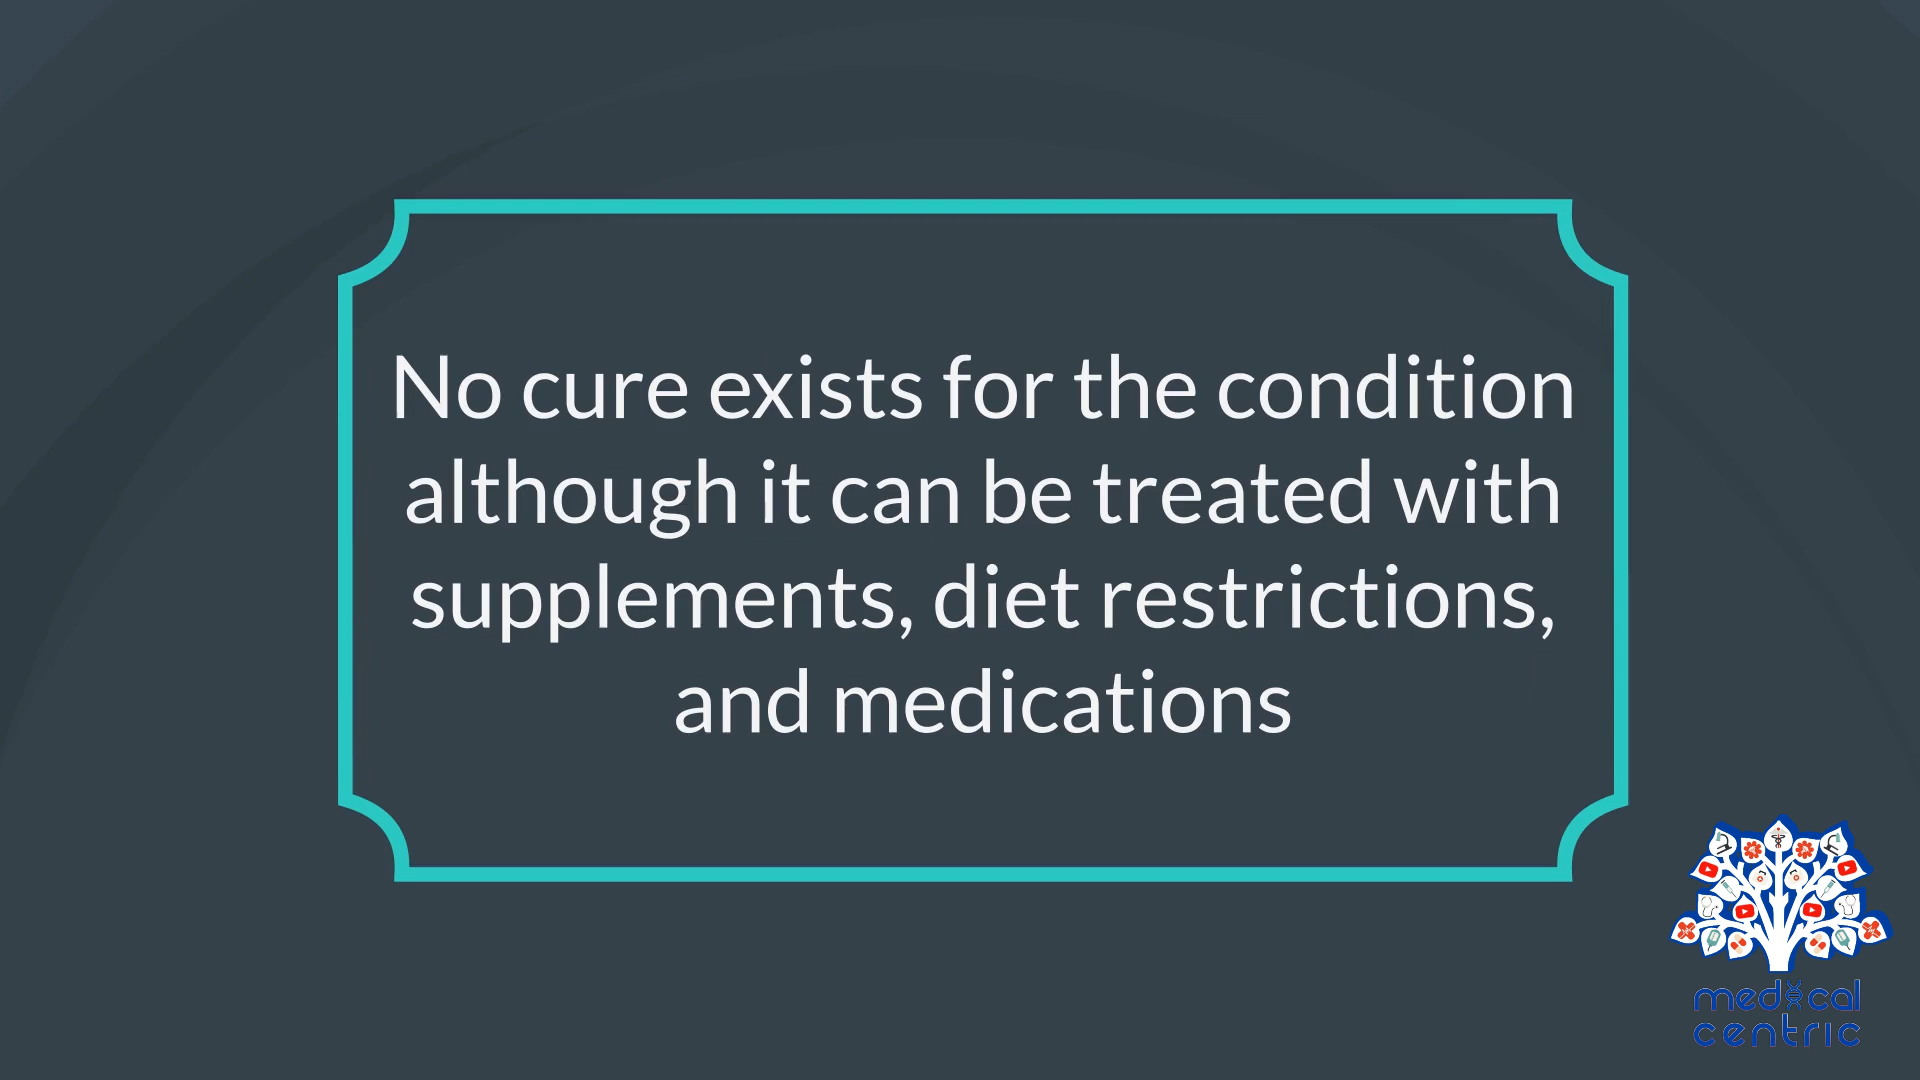 No cure exists for the condition
although it can be treated with
supplements, diet restrictions,
and medications
medical
centric